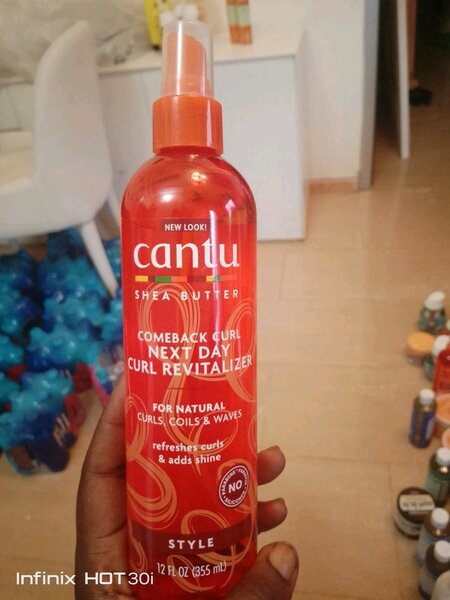 NEW LOOK!
cantu
SHEA BUTTER
COMEBACK CURL
NEXT DAY
CURL REVITALIZER
FOR NATURAL
CURLS, COILS & WAVES
refreshes curls
& adds shine
NO
STYLE
12 FL OZ (355 mL)
Infinix HOT 30i